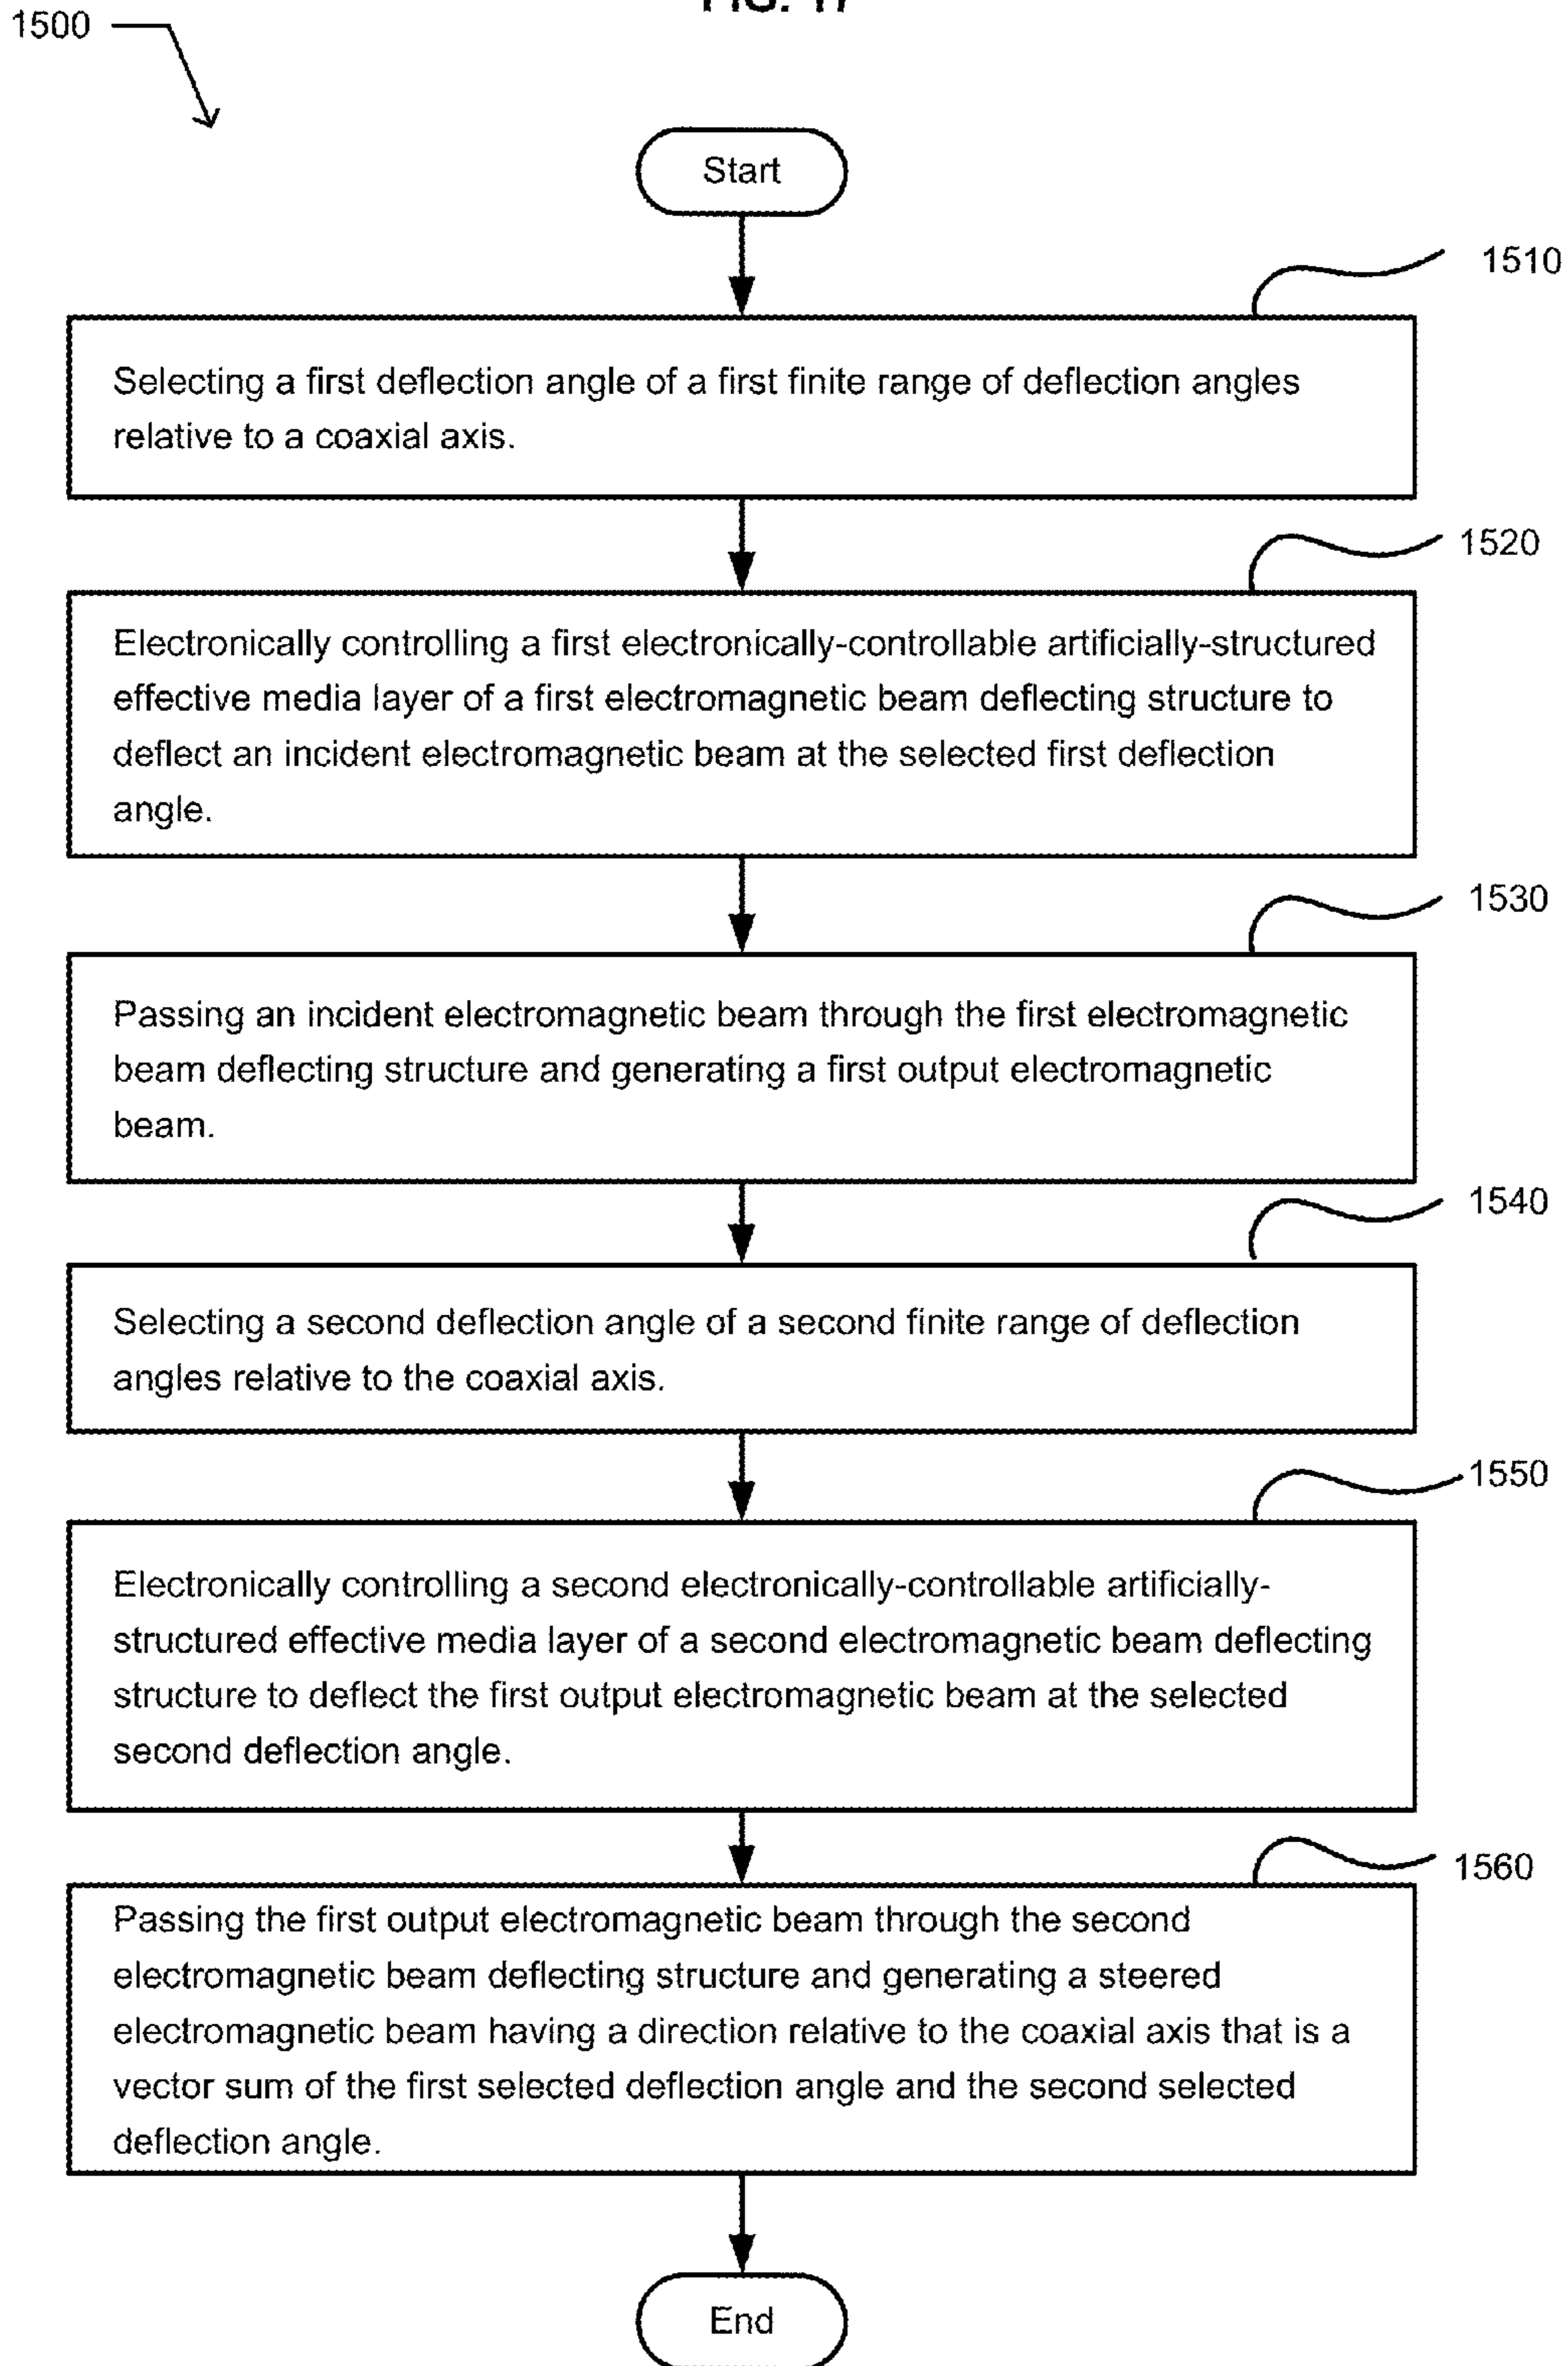 1500
Start
1510
Selecting a first deflection angle of a first finite range of deflection angles
relative to a coaxial axis.
1520
Electronically controlling a first electronically-controllable artificially-structured
effective media layer of a first electromagnetic beam deflecting structure to
deflect an incident electromagnetic beam at the selected first deflection
angle.
1530
Passing an incident electromagnetic beam through the first electromagnetic
beam deflecting structure and generating a first output electromagnetic
beam.
1540
Selecting a second deflection angle of a second finite range of deflection
angles relative to the coaxial axis.
1550
Electronically controlling a second electronically-controllable artificially-
structured effective media layer of a second electromagnetic beam deflecting
structure to deflect the first output electromagnetic beam at the selected
second deflection angle.
1560
Passing the first output electromagnetic beam through the second
electromagnetic beam deflecting structure and generating a steered
electromagnetic beam having a direction relative to the coaxial axis that is a
vector sum of the first selected deflection angle and the second selected
deflection angle.
End